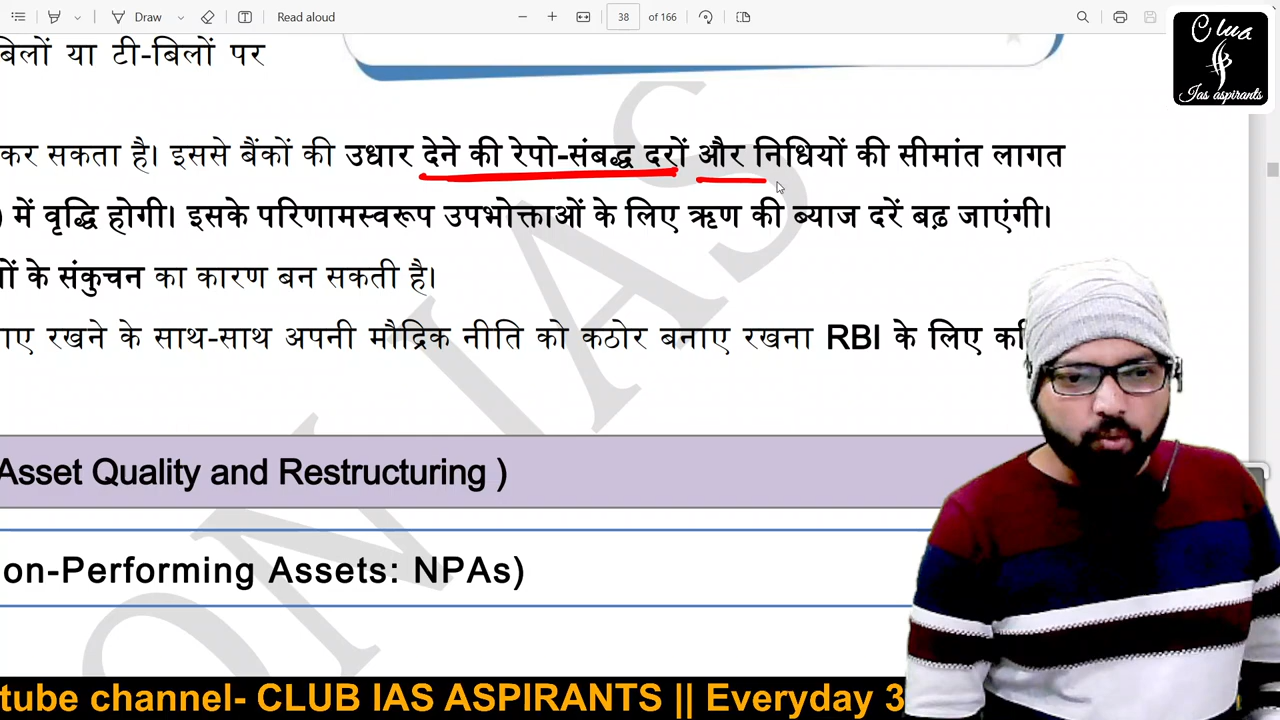 Draw
Read aloud
38 of 166
Clua
Ias aspirants
बिलों या टी-बिलों पर
कर सकता है। इससे बैंकों की उधार देने की रेपो-संबद्ध दरों और निधियों की सीमांत लागत
) में वृद्धि होगी। इसके परिणामस्वरूप उपभोक्ताओं के लिए ऋण की ब्याज दरें बढ़ जाएंगी।
के संकुचन का कारण बन सकती है।
रखने के साथ-साथ अपनी मौद्रिक नीति को कठोर बनाए रखना RBI के लिए
Asset Quality and Restructuring )
on-Performing Assets: NPAs)
tube channel- CLUB IAS ASPIRANTS || Everyday 3